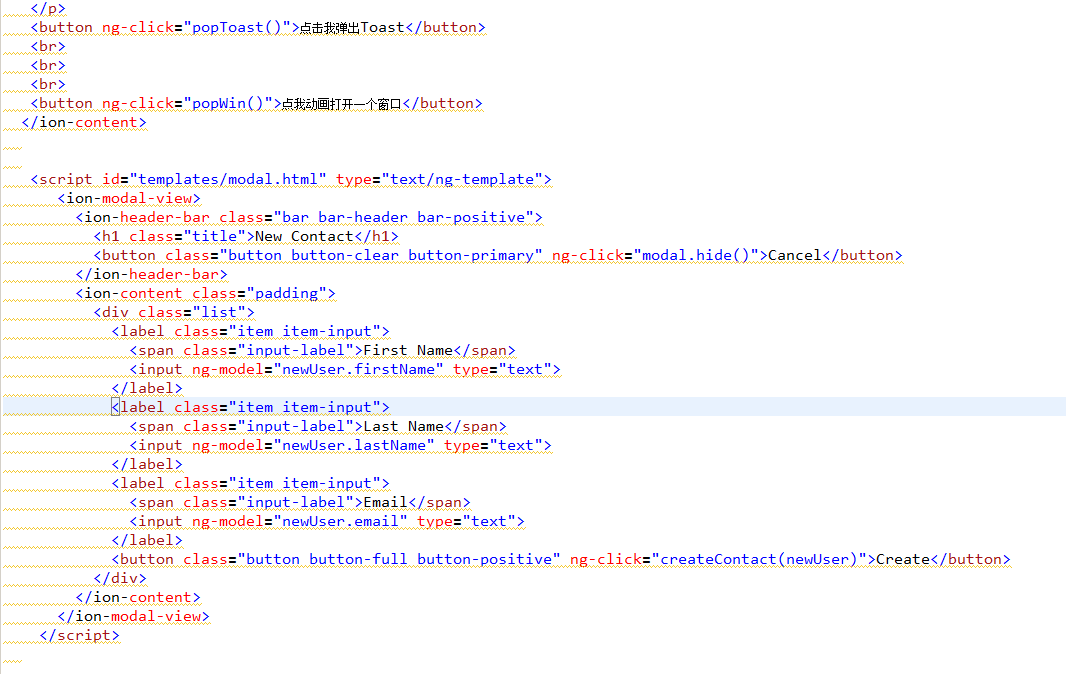 </p>
<button ng-click="popToast()">点击我弹出Toast</button>
<br>
<br>
<br>
<button ng-click="popWin()">点我动画打开一个窗口</button>
</ion-content>
<script id="templates/modal.html" type="text/ng-template">
<ion-modal-view>
<ion-header-bar class="bar bar-header bar-positive">
<h1 class="title">New Contact</h1>
<button class="button button-clear button-primary" ng-click="modal.hide()">Cancel</button>
</ion-header-bar>
<ion-content class="padding">
<div class="list">
<label class="item item-input">
<span class="input-label">First Name</span>
<input ng-model="newUser.firstName" type="text">
</label>
<label class="item item-input">
<span class="input-label">Last Name</span>
<input ng-model="newUser.lastName" type="text">
</label>
<label class="item item-input">
<span class="input-label">Email</span>
<input ng-model="newUser.email" type="text">
</label>
<button class="button button-full button-positive" ng-click="createContact(newUser)">Create</button>
</div>
</ion-content>
</ion-modal-view>
</script>